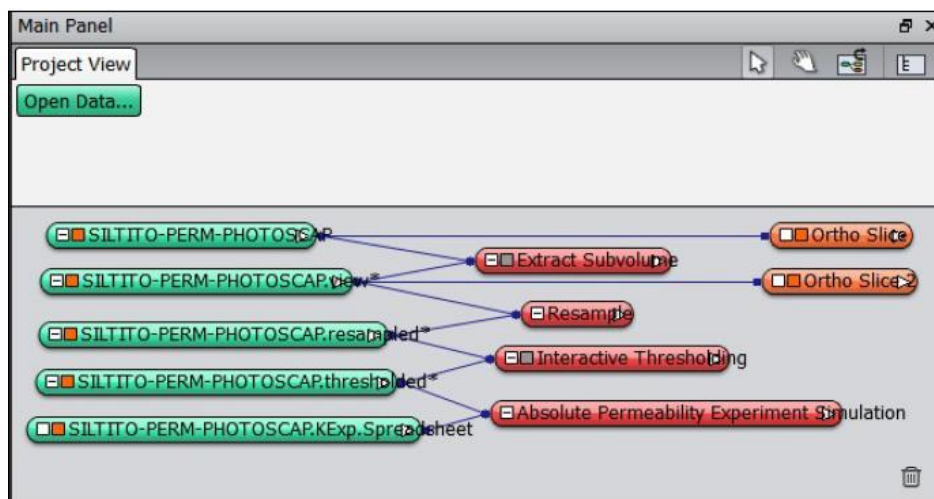 Main Panel
Project View
Open Data...
SILTITO-PERM-PHOTOSCAP
Ortho Slice
Extract Subvolume
SILTITO-PERM-PHOTOSCAP.view*
Ortho Slice 2
Resample
SILTITO-PERM-PHOTOSCAP.resampled*
Interactive Thresholding
SILTITO-PERM-PHOTOSCAP.thresholded*
Absolute Permeability Experiment Simulation
SILTITO-PERM-PHOTOSCAP.KExp.Spreadsheet